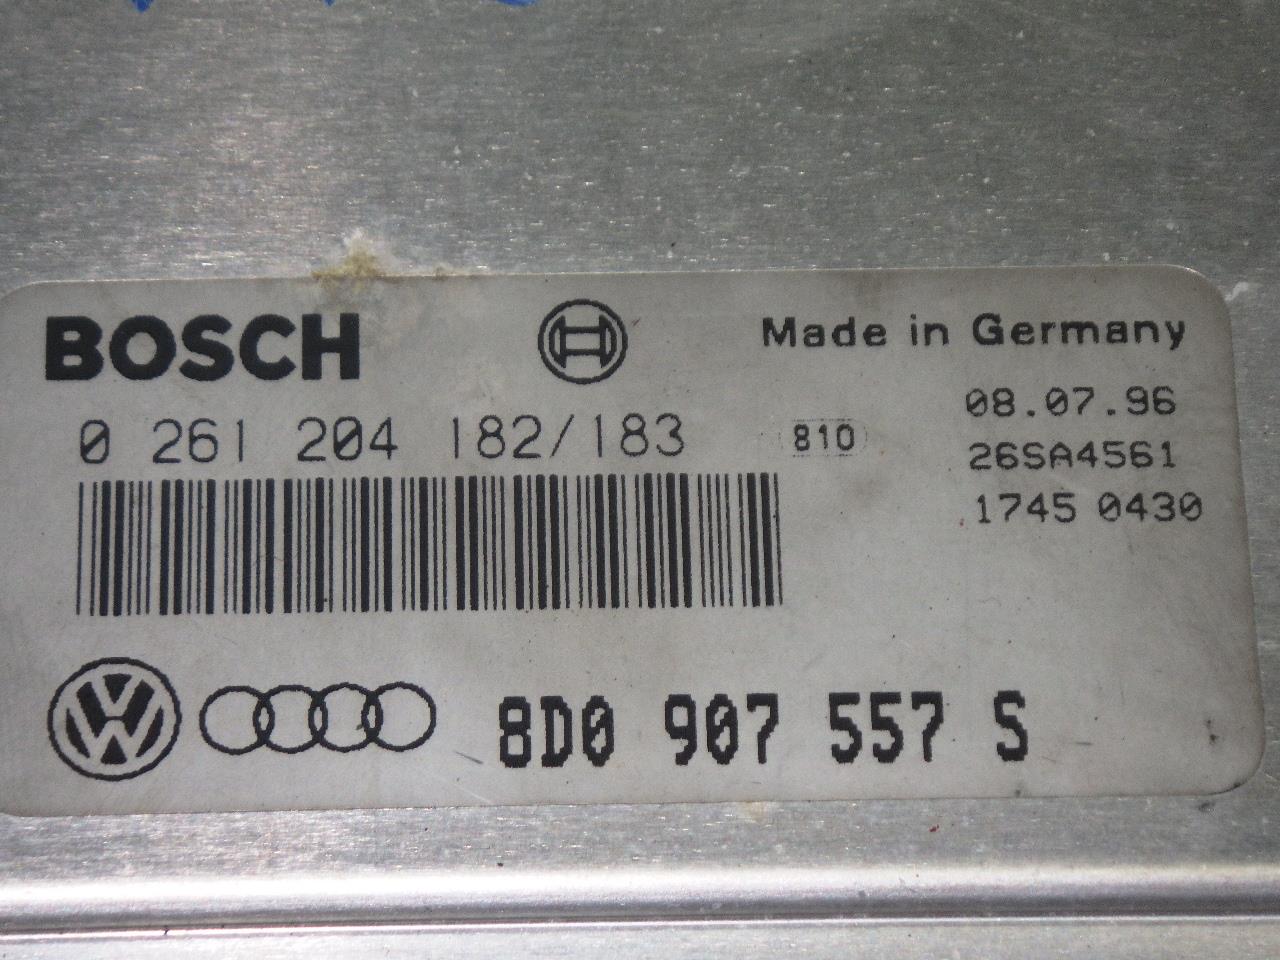 BOSCH
Made in Germany
08.07.96
0 261 204 182/183
810
26SA4561
1745 0430
VW
8D0 907 557 S